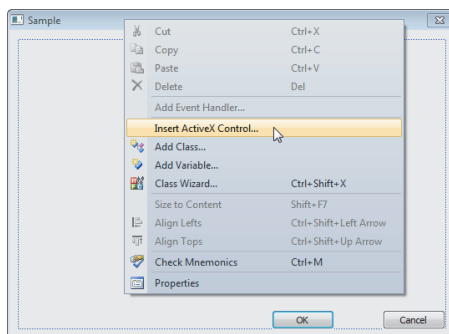 Sample
Cut Ctrl+X
Copy Ctrl+C
Paste Ctrl+V
Delete Del
Add Event Handler...
Insert ActiveX Control...
Add Class...
Add Variable...
Class Wizard... Ctrl+Shift+X
Size to Content Shift+F7
Align Lefts Ctrl+Shift+Left Arrow
Align Tops Ctrl+Shift+Up Arrow
Check Mnemonics Ctrl+M
Properties
OK Cancel